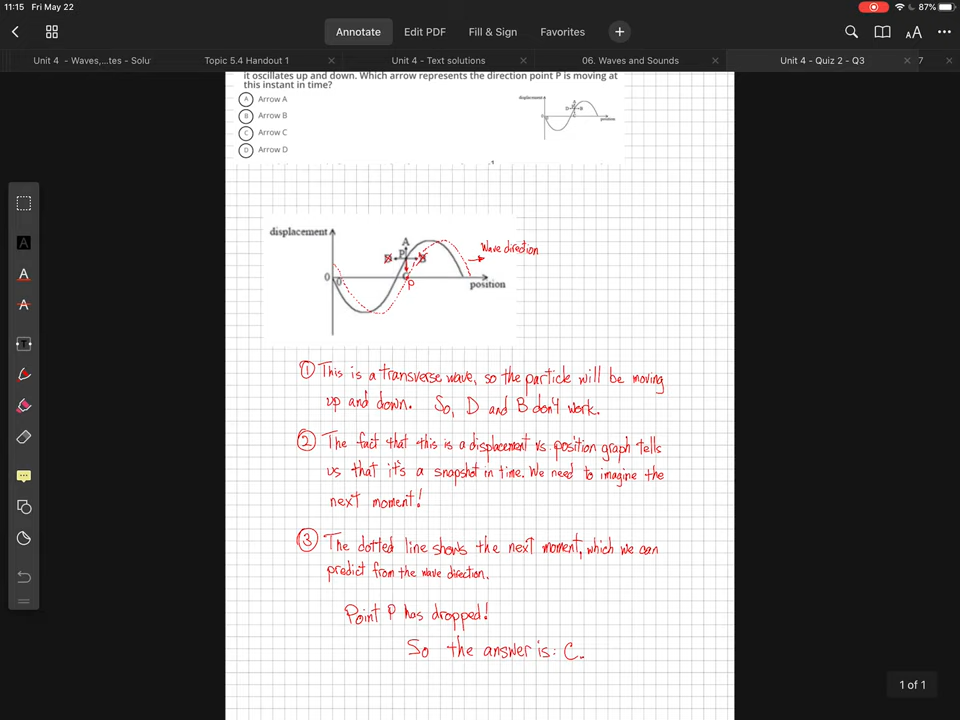 11:15 Fri May 22
87%
Annotate
Edit PDF
Fill & Sign
Favorites
AA
Unit 4 - Waves,...tes - Solu
Topic 5.4 Handout 1
Unit 4 - Text solutions
06. Waves and Sounds
Unit 4 - Quiz 2 - Q3
7
it oscillates up and down. Which arrow represents the direction point P is moving at
this instant in time?
A Arrow A
B Arrow B
C Arrow C
D Arrow D
displacement
position
displacement
A
D P B
C
0
0
P
position
Wave direction
① This is a transverse wave, so the particle will be moving
up and down. So, D and B don't work.
② The fact that this is a displacement vs position graph tells
us that it's a snapshot in time. We need to imagine the
next moment!
③ The dotted line shows the next moment, which we can
predict from the wave direction.
Point P has dropped!
So the answer is: C.
1 of 1